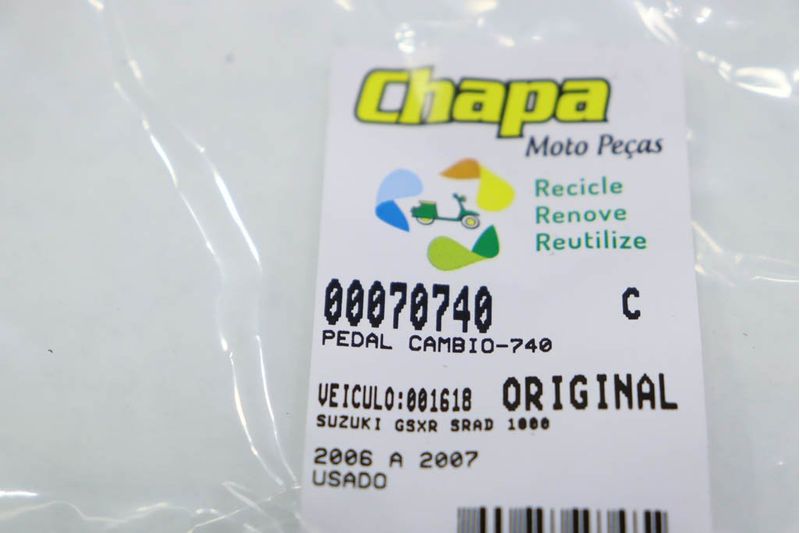 Chapa
Moto Peças
Recicle
Renove
Reutilize
00070740 C
PEDAL CAMBIO-740
VEICULO:001618 ORIGINAL
SUZUKI GSXR SRAD 1000
2006 A 2007
USADO